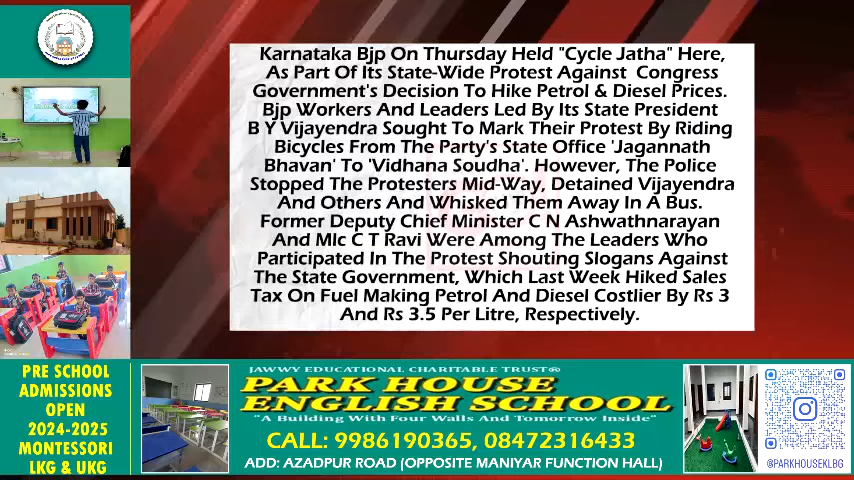 Karnataka Bjp On Thursday Held "Cycle Jatha" Here,
As Part Of Its State-Wide Protest Against Congress
Government's Decision To Hike Petrol & Diesel Prices.
Bjp Workers And Leaders Led By Its State President
B Y Vijayendra Sought To Mark Their Protest By Riding
Bicycles From The Party's State Office 'Jagannath
Bhavan' To 'Vidhana Soudha'. However, The Police
Stopped The Protesters Mid-Way, Detained Vijayendra
And Others And Whisked Them Away In A Bus.
Former Deputy Chief Minister C N Ashwathnarayan
And Mlc C T Ravi Were Among The Leaders Who
Participated In The Protest Shouting Slogans Against
The State Government, Which Last Week Hiked Sales
Tax On Fuel Making Petrol And Diesel Costlier By Rs 3
And Rs 3.5 Per Litre, Respectively.
PRE SCHOOL
ADMISSIONS
OPEN
2024-2025
MONTESSORI
LKG & UKG
JAWWY EDUCATIONAL CHARITABLE TRUST®
PARK HOUSE
ENGLISH SCHOOL
"A Building With Four Walls And Tomorrow Inside"
CALL: 9986190365, 08472316433
ADD: AZADPUR ROAD (OPPOSITE MANIYAR FUNCTION HALL)
@PARKHOUSEKLBG